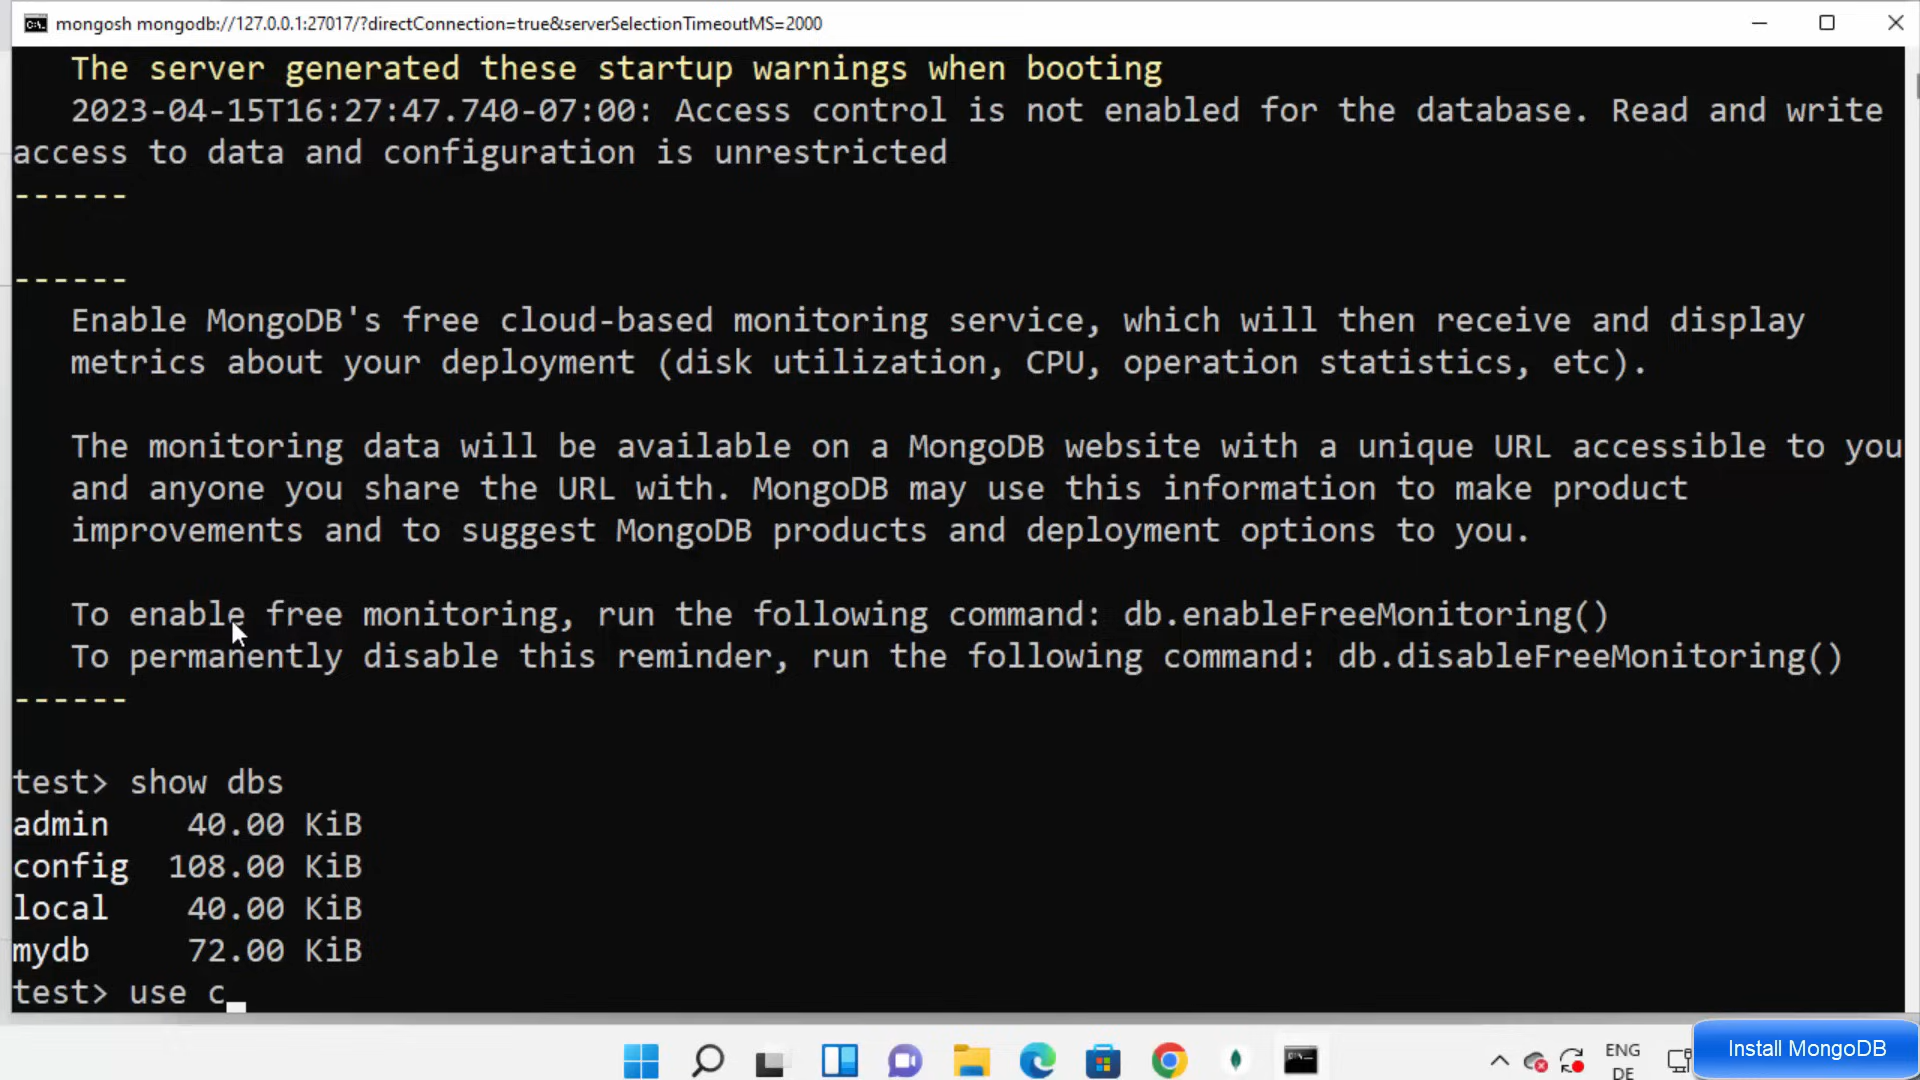 mongosh mongodb://127.0.0.1:27017/?directConnection=true&serverSelectionTimeoutMS=2000
The server generated these startup warnings when booting
2023-04-15T16:27:47.740-07:00: Access control is not enabled for the database. Read and write
access to data and configuration is unrestricted
------
------
Enable MongoDB's free cloud-based monitoring service, which will then receive and display
metrics about your deployment (disk utilization, CPU, operation statistics, etc).
The monitoring data will be available on a MongoDB website with a unique URL accessible to you
and anyone you share the URL with. MongoDB may use this information to make product
improvements and to suggest MongoDB products and deployment options to you.
To enable free monitoring, run the following command: db.enableFreeMonitoring()
To permanently disable this reminder, run the following command: db.disableFreeMonitoring()
------
test> show dbs
admin 40.00 KiB
config 108.00 KiB
local 40.00 KiB
mydb 72.00 KiB
test> use c
ENG
DE
Install MongoDB